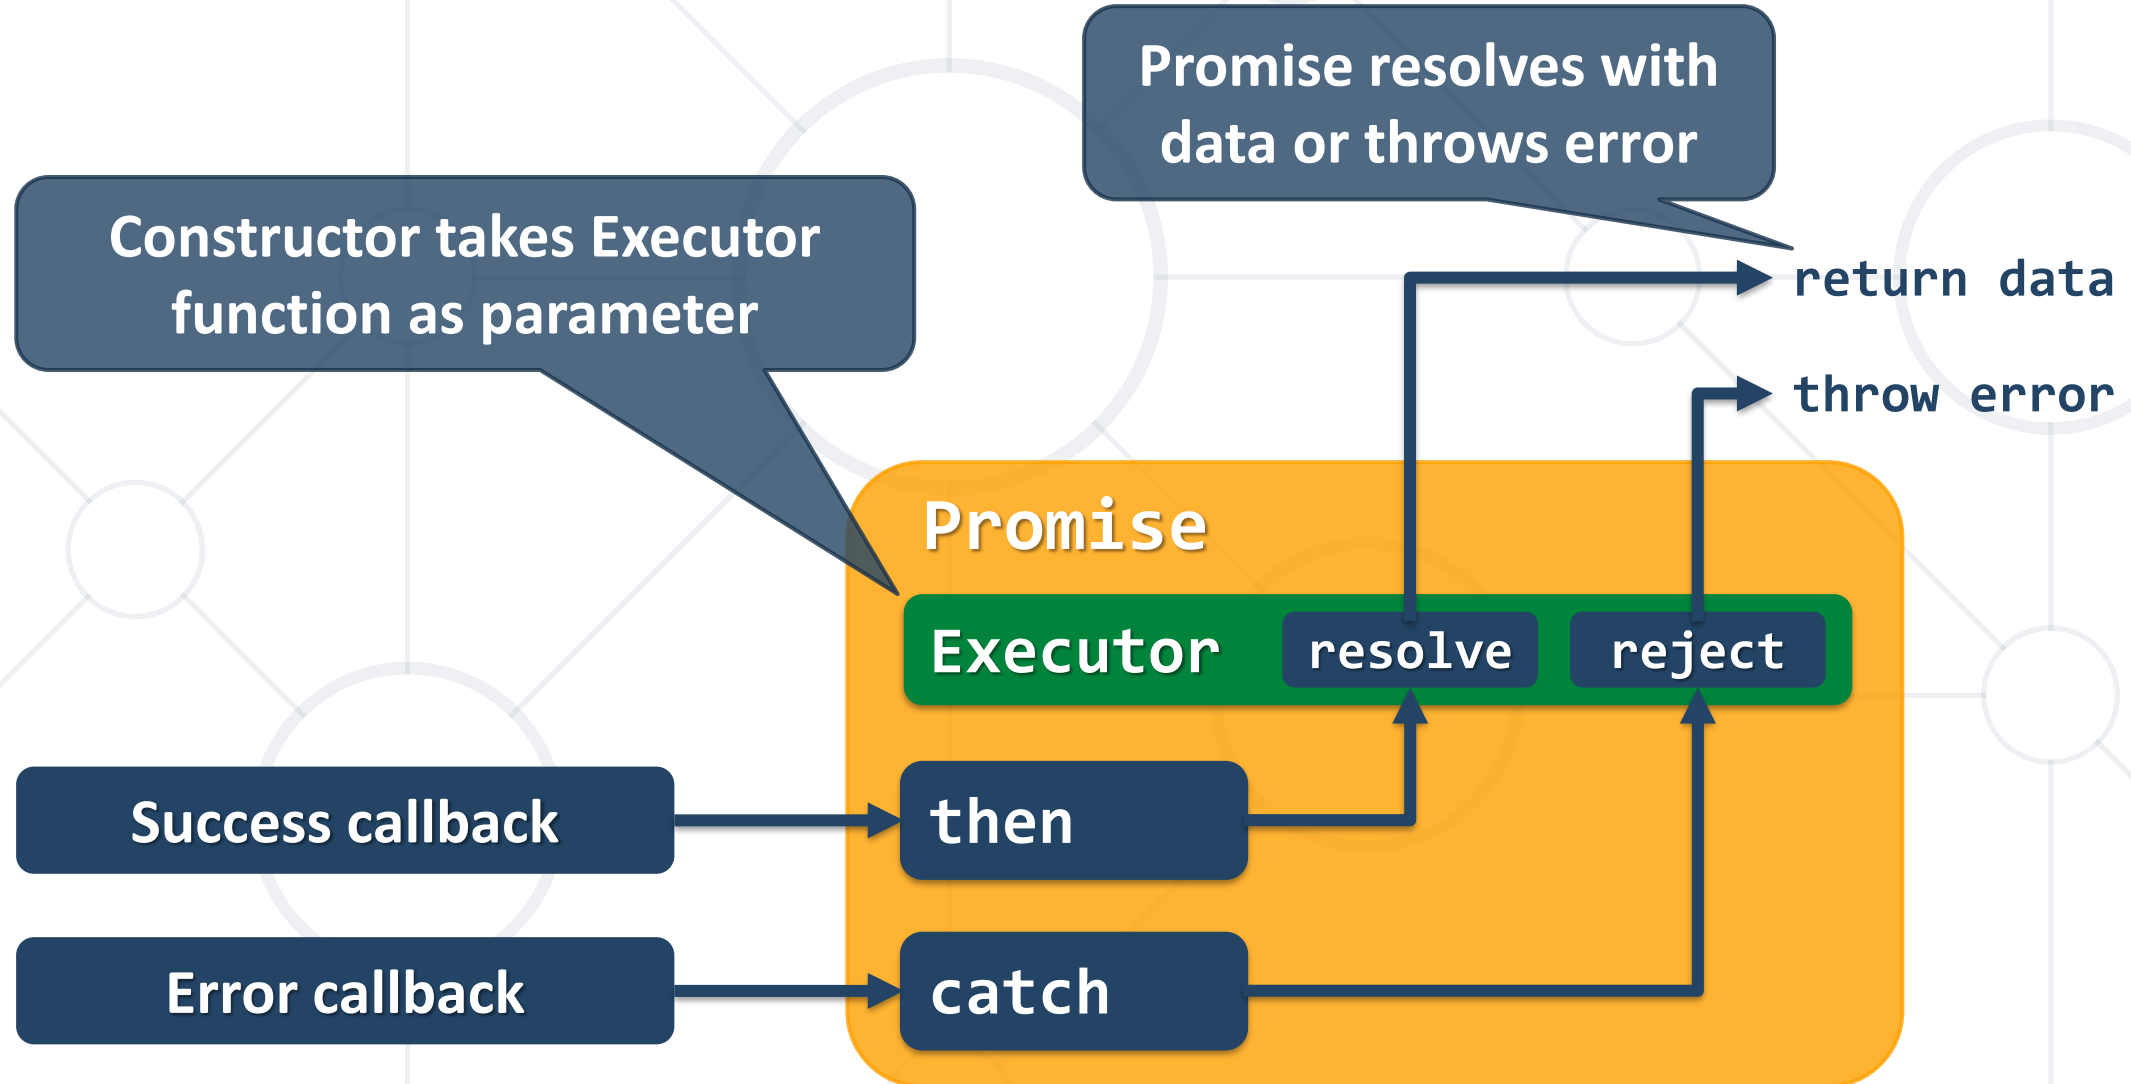 Promise resolves with
data or throws error
Constructor takes Executor
function as parameter
return data
throw error
Promise
Executor
resolve
reject
Success callback
then
Error callback
catch